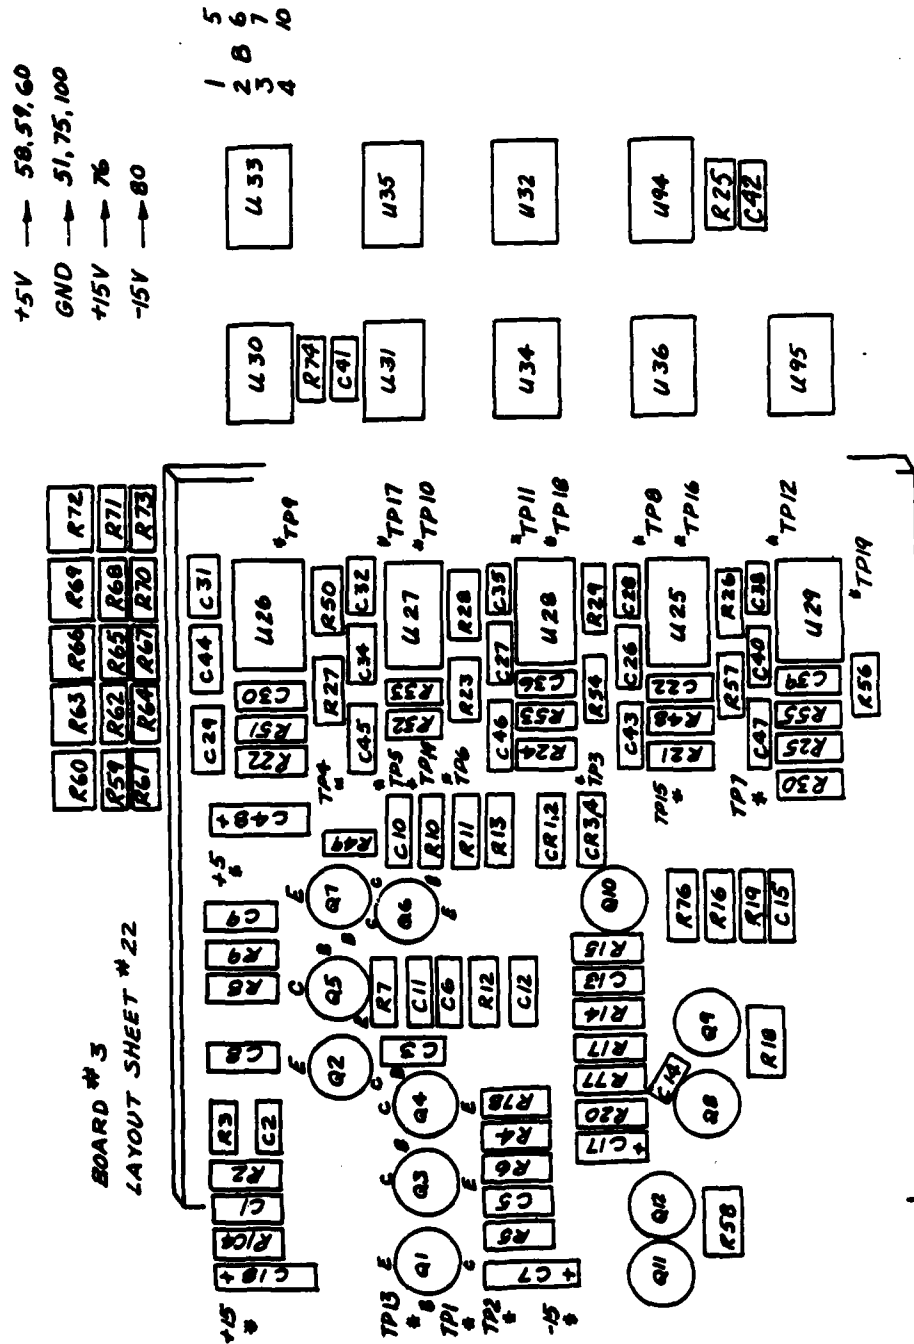 +5V → 58,59,60
GND → 51,75,100
+15V → 76
-15V → 80
1 5
2 B 6
3 7
4 10
BOARD #3
LAYOUT SHEET #22
R60 R63 R66 R69 R72
R59 R62 R65 R68 R71
R61 R64 R67 R70 R73
+15 *
C18 +
C1
R2
R3
C2
C8
R8
R9
C9
+5 *
C48 +
C29 C44 C31
R22
R51
C30
U26
*TP9
U30
U33
TP4 *
R27 R50
R74
C41
R49
Q2 E B C
Q5 C B E
Q7 E B C
C45 C34 C32
TP13 *
Q1 E B C
Q3 C B E
Q4 C B E
C3
R7
C11
C6
R12
C12
Q6 C B E
C10
R10
R11
R13
*TP5
*TP14
*TP6
R32
R33
U27
*TP17
*TP10
U31
U35
R23 R28
TP1 *
TP2 *
-15 *
C7 +
R5
C5
R6
R4
R78
C46 C27 C35
R24
R53
C36
U28
*TP11
*TP18
U34
U32
CR1,2
CR3,4
*TP3
R54 R29
C17 +
R20
R77
R17
R14
C13
R15
Q10
C43 C26 C28
Q11
Q12
R58
Q8
C14
Q9
R18
R76
R16
R19
C15
TP15 *
R21
R48
C22
U25
*TP8
*TP16
U36
U94
R25
C42
TP7 *
R57 R26
C47 C40 C38
R30
R25
R55
C39
U29
*TP12
U95
R56
*TP19